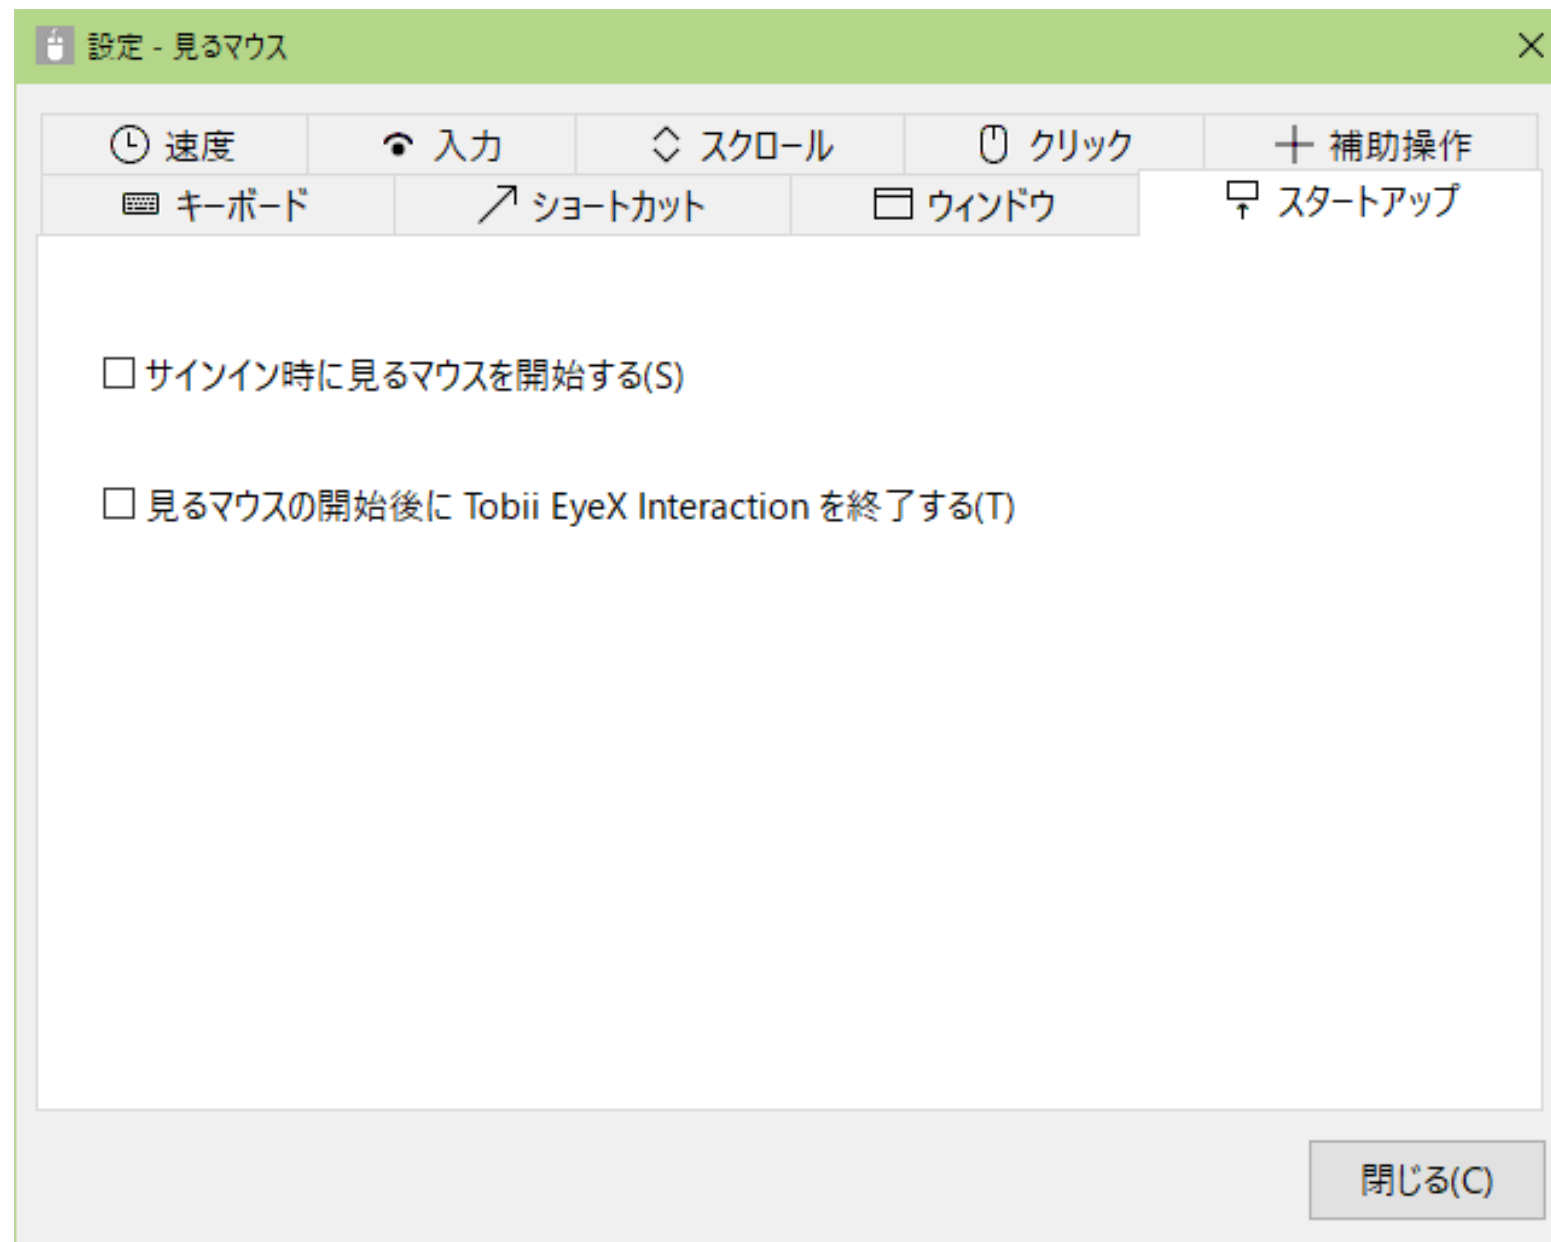 設定 - 見るマウス
速度 入力 スクロール クリック 補助操作
キーボード ショートカット ウィンドウ スタートアップ
サインイン時に見るマウスを開始する(S)
見るマウスの開始後に Tobii EyeX Interaction を終了する(T)
閉じる(C)